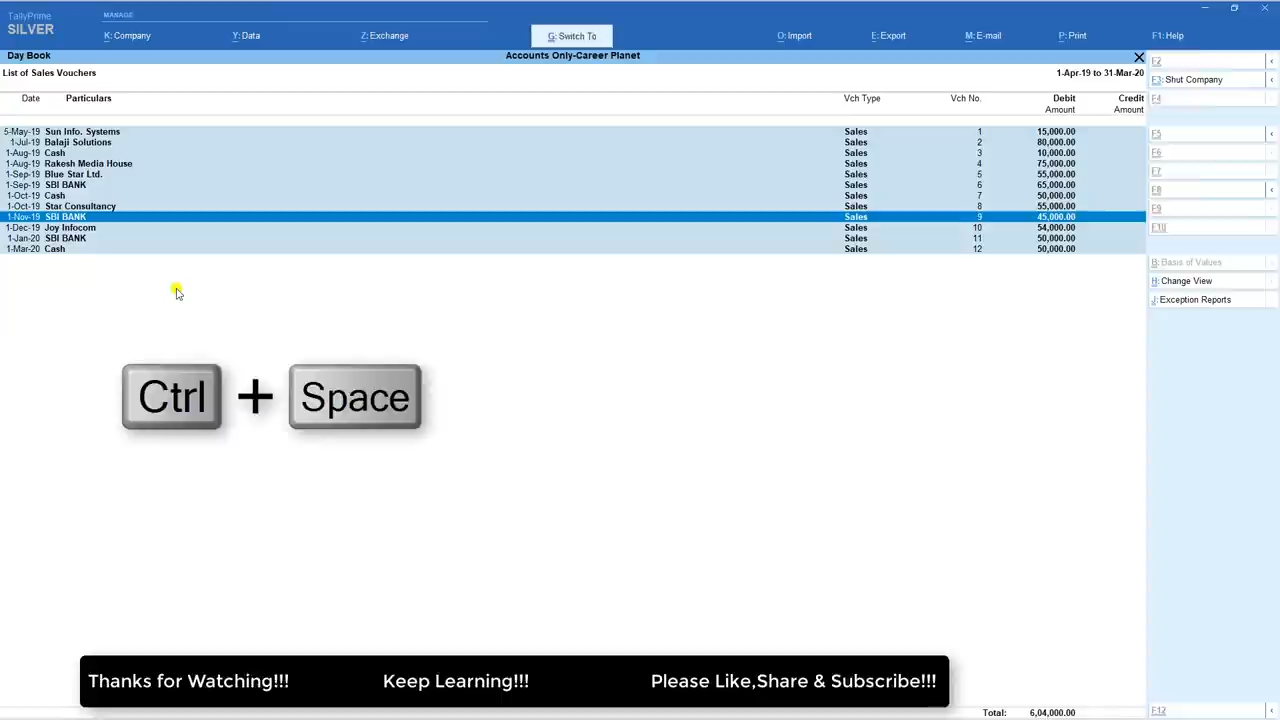 TallyPrime
SILVER
MANAGE
K: Company
Y: Data
Z: Exchange
G: Switch To
O: Import
E: Export
M: E-mail
P: Print
F1: Help
Day Book
Accounts Only-Career Planet
List of Sales Vouchers
1-Apr-19 to 31-Mar-20
Date Particulars Vch Type Vch No. Debit Credit
Amount Amount
5-May-19 Sun Info. Systems Sales 1 15,000.00
1-Jul-19 Balaji Solutions Sales 2 80,000.00
1-Aug-19 Cash Sales 3 10,000.00
1-Aug-19 Rakesh Media House Sales 4 75,000.00
1-Sep-19 Blue Star Ltd. Sales 5 55,000.00
1-Sep-19 SBI BANK Sales 6 65,000.00
1-Oct-19 Cash Sales 7 50,000.00
1-Oct-19 Star Consultancy Sales 8 55,000.00
1-Nov-19 SBI BANK Sales 9 45,000.00
1-Dec-19 Joy Infocom Sales 10 54,000.00
1-Jan-20 SBI BANK Sales 11 50,000.00
1-Mar-20 Cash Sales 12 50,000.00
Ctrl + Space
Thanks for Watching!!! Keep Learning!!! Please Like,Share & Subscribe!!!
Total: 6,04,000.00
F2
F3: Shut Company
F4
F5
F6
F7
F8
F9
F10
B: Basis of Values
H: Change View
J: Exception Reports
F12